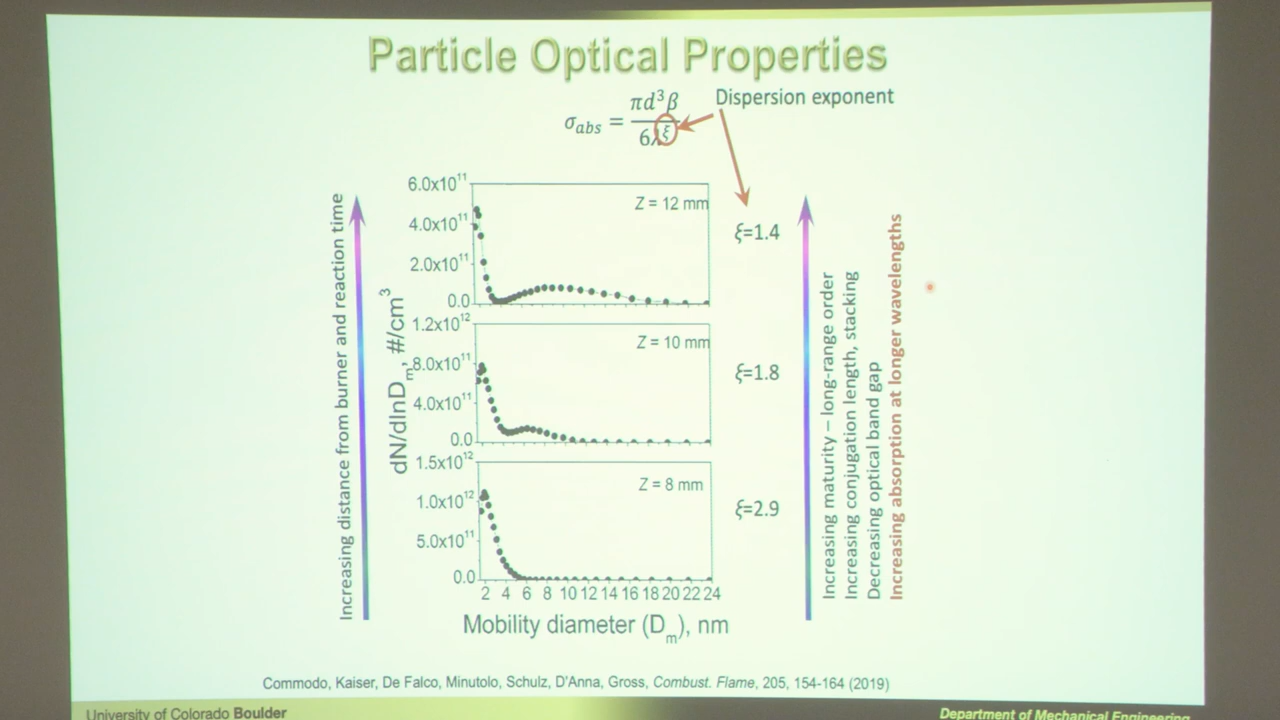 Particle Optical Properties
σabs = πd³β / 6λ^ξ
Dispersion exponent
Increasing distance from burner and reaction time
dN/dlnDm, #/cm³
6.0x10¹¹
4.0x10¹¹
2.0x10¹¹
0.0
Z = 12 mm
ξ=1.4
1.2x10¹²
8.0x10¹¹
4.0x10¹¹
0.0
Z = 10 mm
ξ=1.8
1.5x10¹²
1.0x10¹²
5.0x10¹¹
0.0
Z = 8 mm
ξ=2.9
2 4 6 8 10 12 14 16 18 20 22 24
Mobility diameter (Dm), nm
Increasing maturity – long-range order
Increasing conjugation length, stacking
Decreasing optical band gap
Increasing absorption at longer wavelengths
Commodo, Kaiser, De Falco, Minutolo, Schulz, D'Anna, Gross, Combust. Flame, 205, 154-164 (2019)
University of Colorado Boulder
Department of Mechanical Engineering